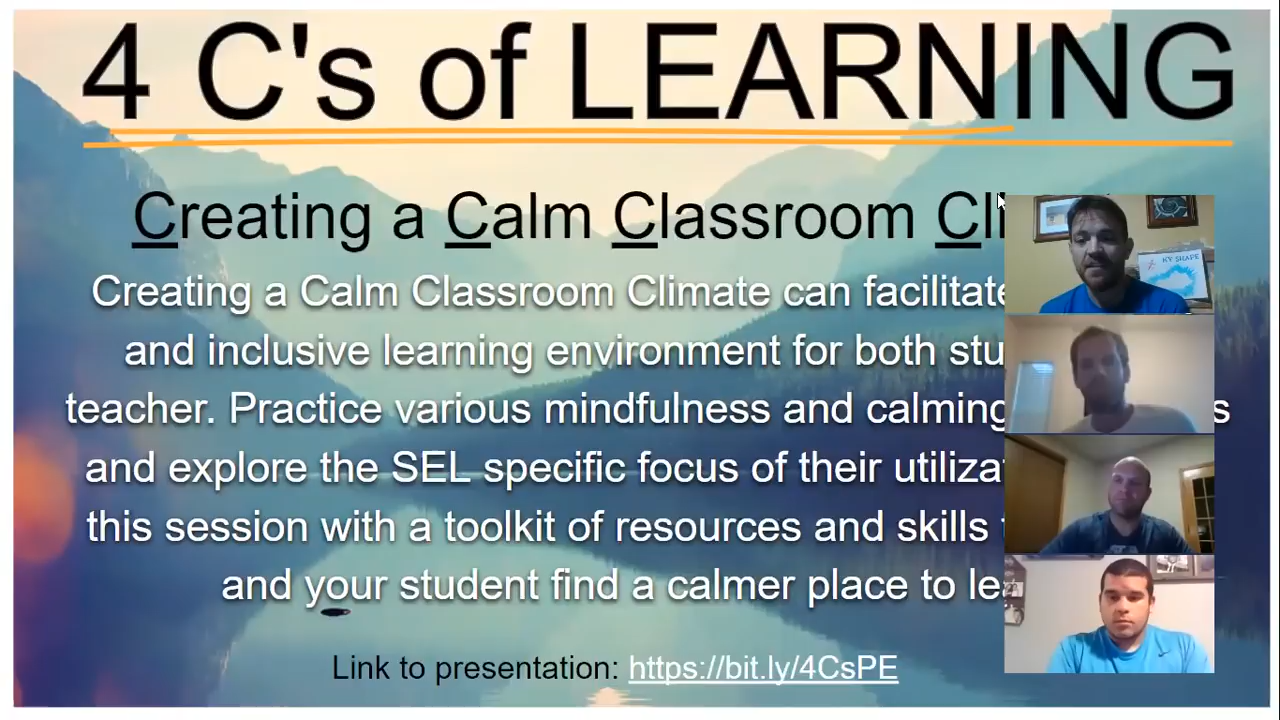 4 C's of LEARNING
Creating a Calm Classroom
Creating a Calm Classroom Climate can facilitate
and inclusive learning environment for both
teacher. Practice various mindfulness and calming
and explore the SEL specific focus of their
this session with a toolkit of resources and skills
and your student find a calmer place to
Link to presentation: https://bit.ly/4CsPE
KY SHAPE